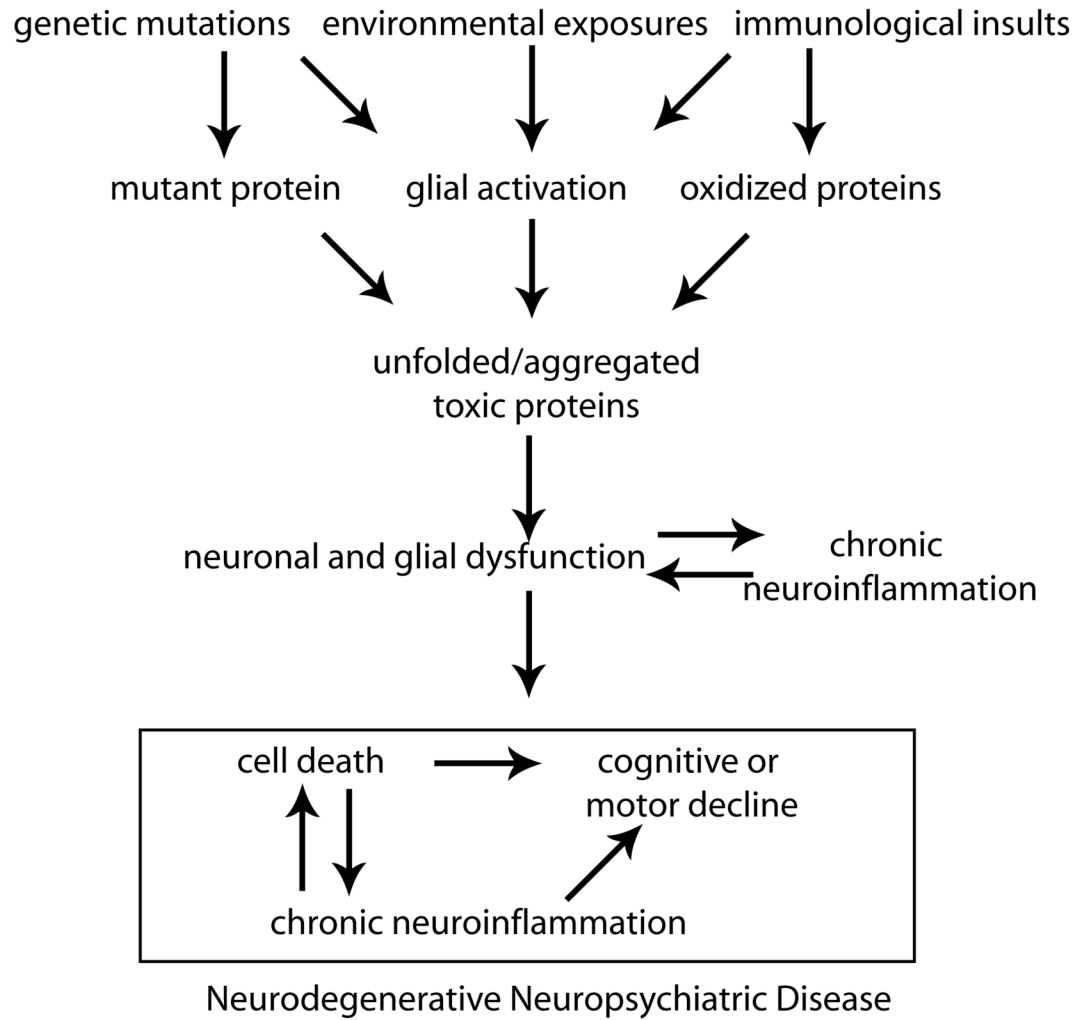 genetic mutations environmental exposures immunological insults
mutant protein glial activation oxidized proteins
unfolded/aggregated
toxic proteins
neuronal and glial dysfunction
chronic
neuroinflammation
cell death
cognitive or
motor decline
chronic neuroinflammation
Neurodegenerative Neuropsychiatric Disease